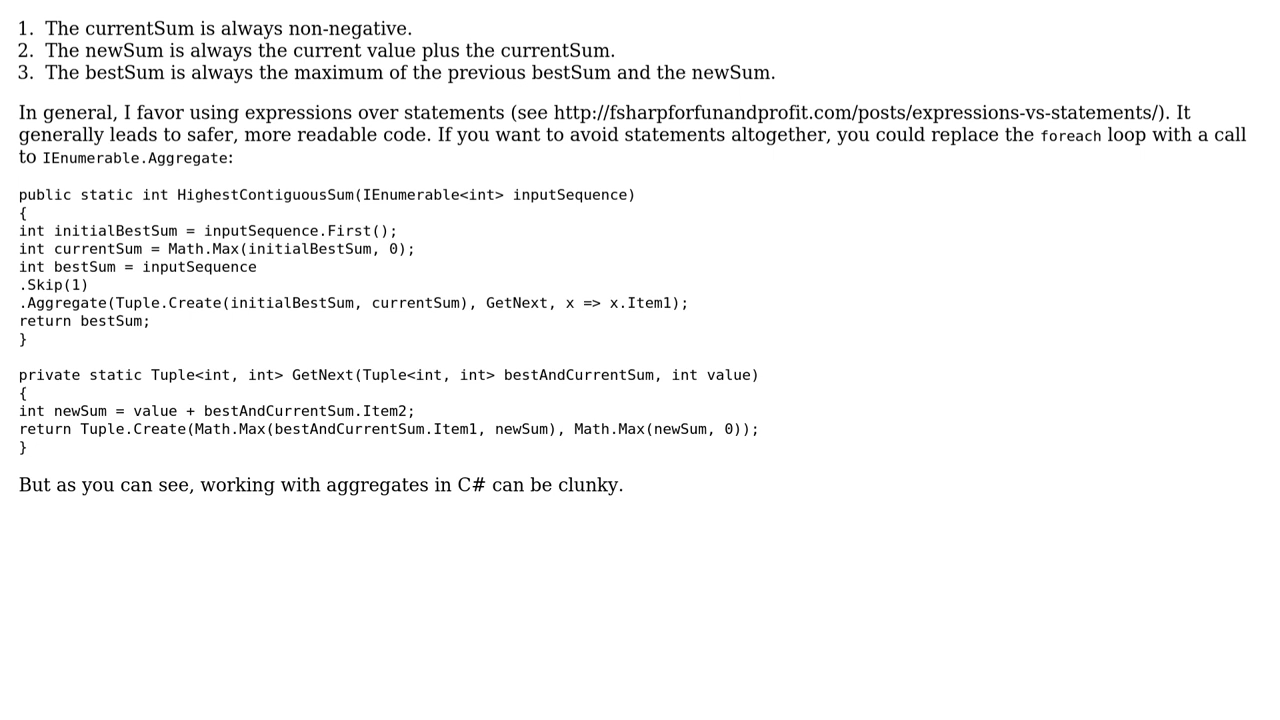 1. The currentSum is always non-negative.
2. The newSum is always the current value plus the currentSum.
3. The bestSum is always the maximum of the previous bestSum and the newSum.
In general, I favor using expressions over statements (see http://fsharpforfunandprofit.com/posts/expressions-vs-statements/). It
generally leads to safer, more readable code. If you want to avoid statements altogether, you could replace the foreach loop with a call
to IEnumerable.Aggregate:
public static int HighestContiguousSum(IEnumerable<int> inputSequence)
{
int initialBestSum = inputSequence.First();
int currentSum = Math.Max(initialBestSum, 0);
int bestSum = inputSequence
.Skip(1)
.Aggregate(Tuple.Create(initialBestSum, currentSum), GetNext, x => x.Item1);
return bestSum;
}
private static Tuple<int, int> GetNext(Tuple<int, int> bestAndCurrentSum, int value)
{
int newSum = value + bestAndCurrentSum.Item2;
return Tuple.Create(Math.Max(bestAndCurrentSum.Item1, newSum), Math.Max(newSum, 0));
}
But as you can see, working with aggregates in C# can be clunky.